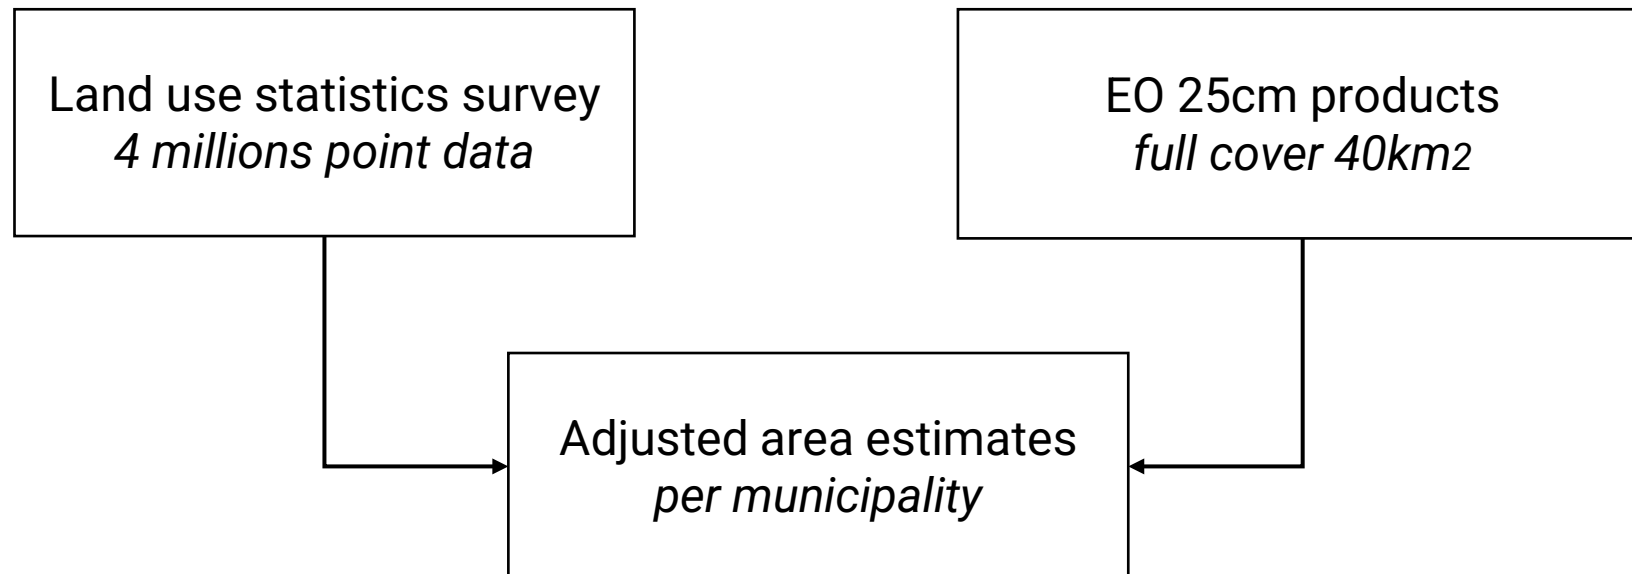 Land use statistics survey
4 millions point data
EO 25cm products
full cover 40km2
Adjusted area estimates
per municipality